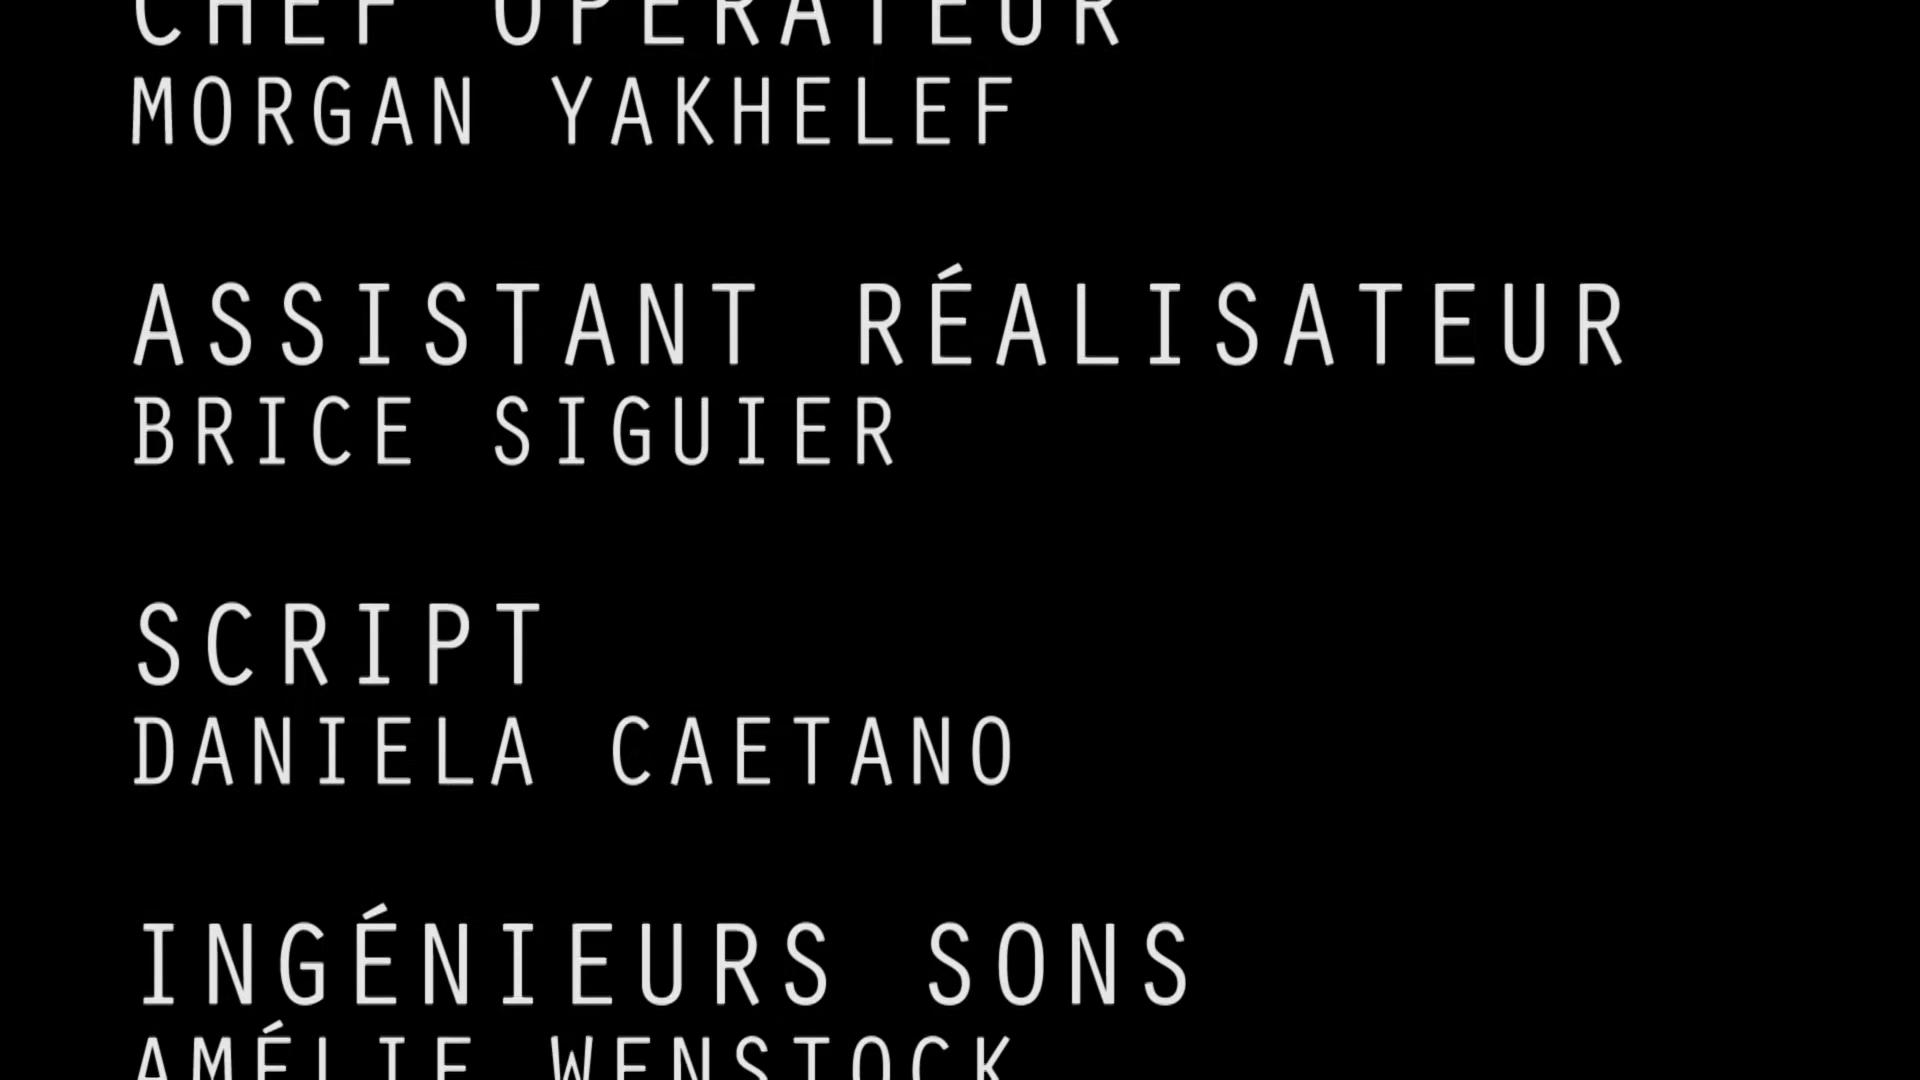 CHEF OPÉRATEUR
MORGAN YAKHELEF
ASSISTANT RÉALISATEUR
BRICE SIGUIER
SCRIPT
DANIELA CAETANO
INGÉNIEURS SONS
AMÉLIE WENSTOCK